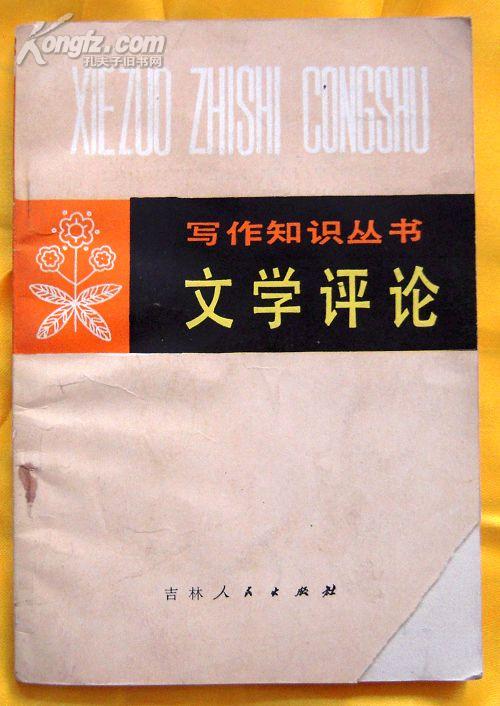 Kongfz.com
孔夫子旧书网
XIEZUO ZHISHI CONGSHU
写作知识丛书
文学评论
吉林人民出版社